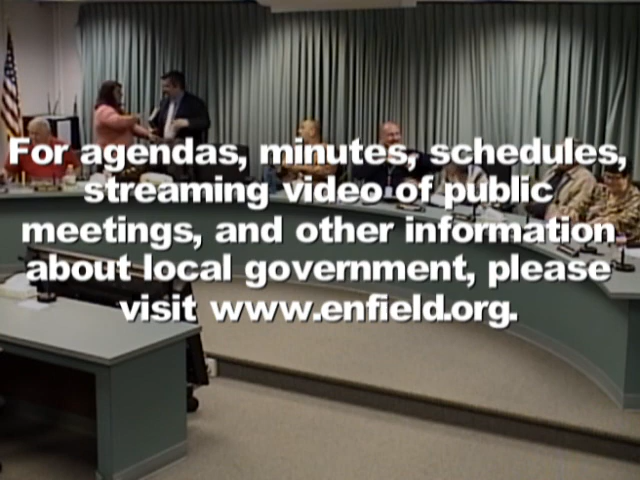 For agendas, minutes, schedules,
streaming video of public
meetings, and other information
about local government, please
visit www.enfield.org.